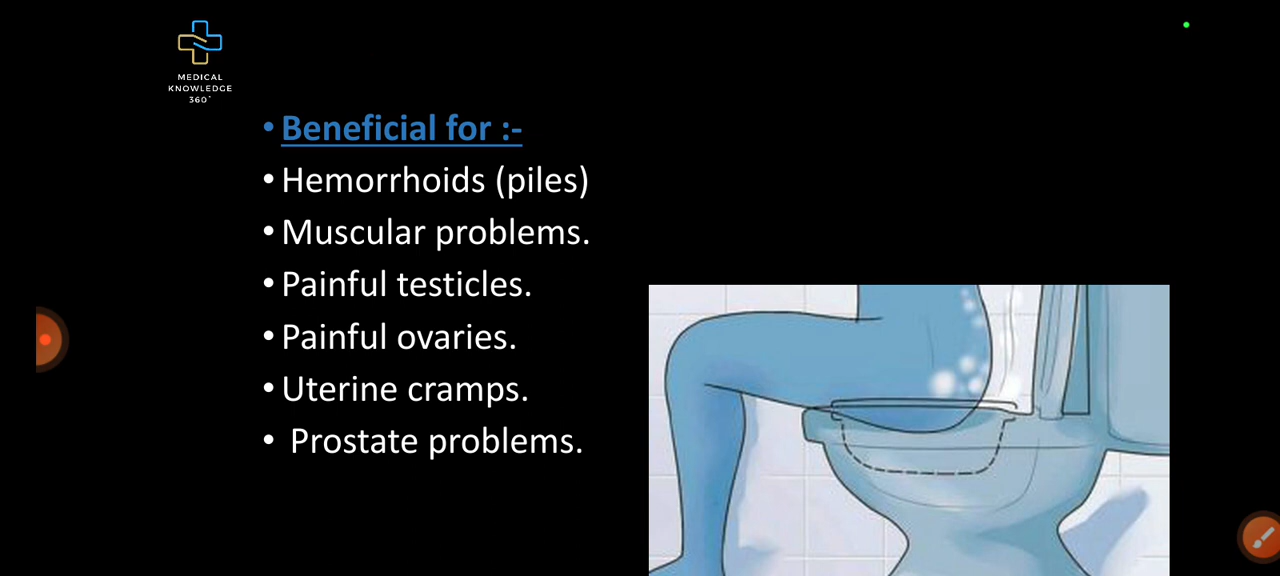 MEDICAL
KNOWLEDGE
360°
• Beneficial for :-
• Hemorrhoids (piles)
• Muscular problems.
• Painful testicles.
• Painful ovaries.
• Uterine cramps.
• Prostate problems.